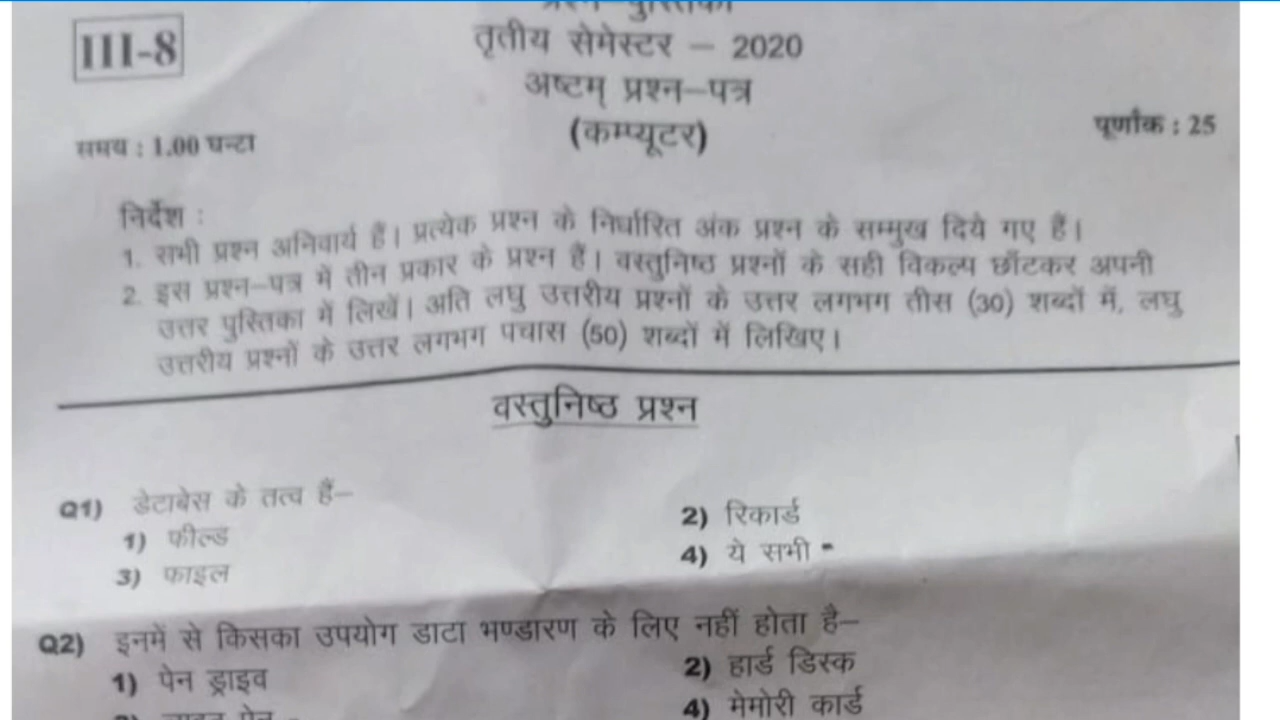 प्रश्न-पुस्तिका
III-8
तृतीय सेमेस्टर – 2020
अष्टम् प्रश्न-पत्र
(कम्प्यूटर)
समय : 1.00 घन्टा
पूर्णांक : 25
निर्देश :
1. सभी प्रश्न अनिवार्य हैं। प्रत्येक प्रश्न के निर्धारित अंक प्रश्न के सम्मुख दिये गए हैं।
2. इस प्रश्न-पत्र में तीन प्रकार के प्रश्न हैं। वस्तुनिष्ठ प्रश्नों के सही विकल्प छाँटकर अपनी
उत्तर पुस्तिका में लिखें। अति लघु उत्तरीय प्रश्नों के उत्तर लगभग तीस (30) शब्दों में, लघु
उत्तरीय प्रश्नों के उत्तर लगभग पचास (50) शब्दों में लिखिए।
वस्तुनिष्ठ प्रश्न
Q1) डेटाबेस के तत्व हैं–
1) फील्ड
2) रिकार्ड
3) फाइल
4) ये सभी
Q2) इनमें से किसका उपयोग डाटा भण्डारण के लिए नहीं होता है–
1) पेन ड्राइव
2) हार्ड डिस्क
4) मेमोरी कार्ड